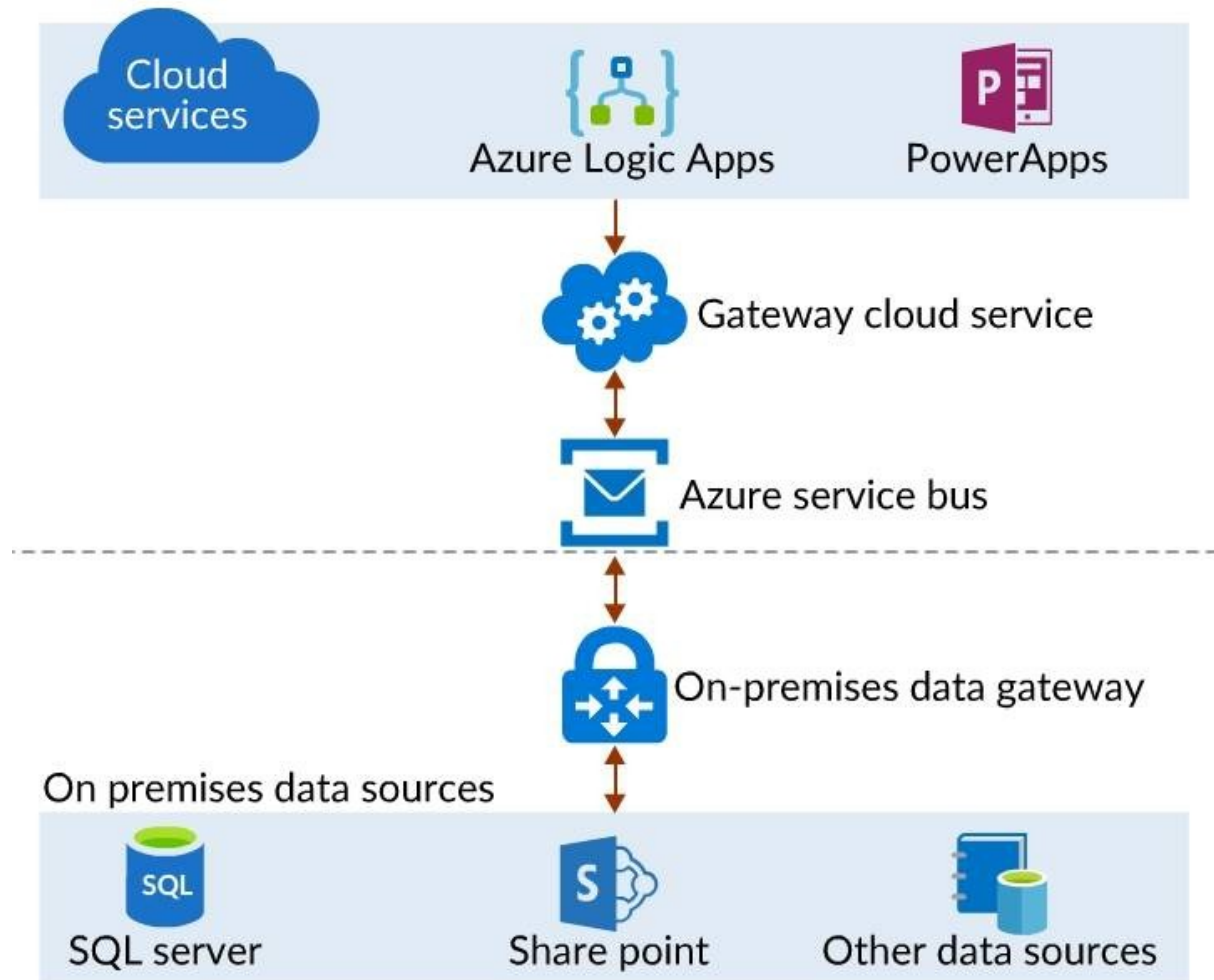 Cloud
services
Azure Logic Apps
PowerApps
Gateway cloud service
Azure service bus
On-premises data gateway
On premises data sources
SQL
SQL server
S
Share point
Other data sources
P